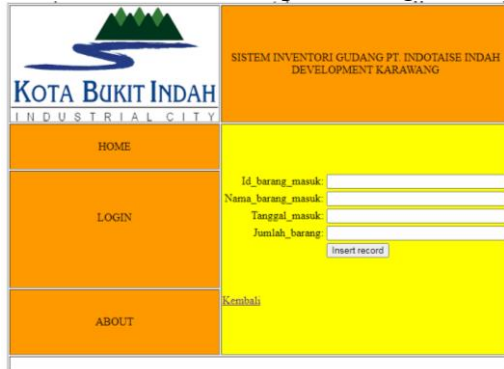 KOTA BUKIT INDAH
INDUSTRIAL CITY
SISTEM INVENTORI GUDANG PT. INDOTAISE INDAH
DEVELOPMENT KARAWANG
HOME
LOGIN
ABOUT
Id_barang_masuk:
Nama_barang_masuk:
Tanggal_masuk:
Jumlah_barang:
Insert record
Kembali